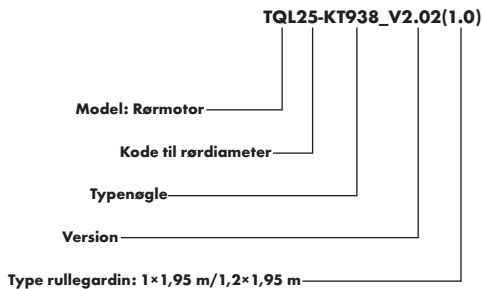 TQL25-KT938_V2.02(1.0)
Model: Rørmotor
Kode til rørdiameter
Typenøgle
Version
Type rullegardin: 1×1,95 m/1,2×1,95 m